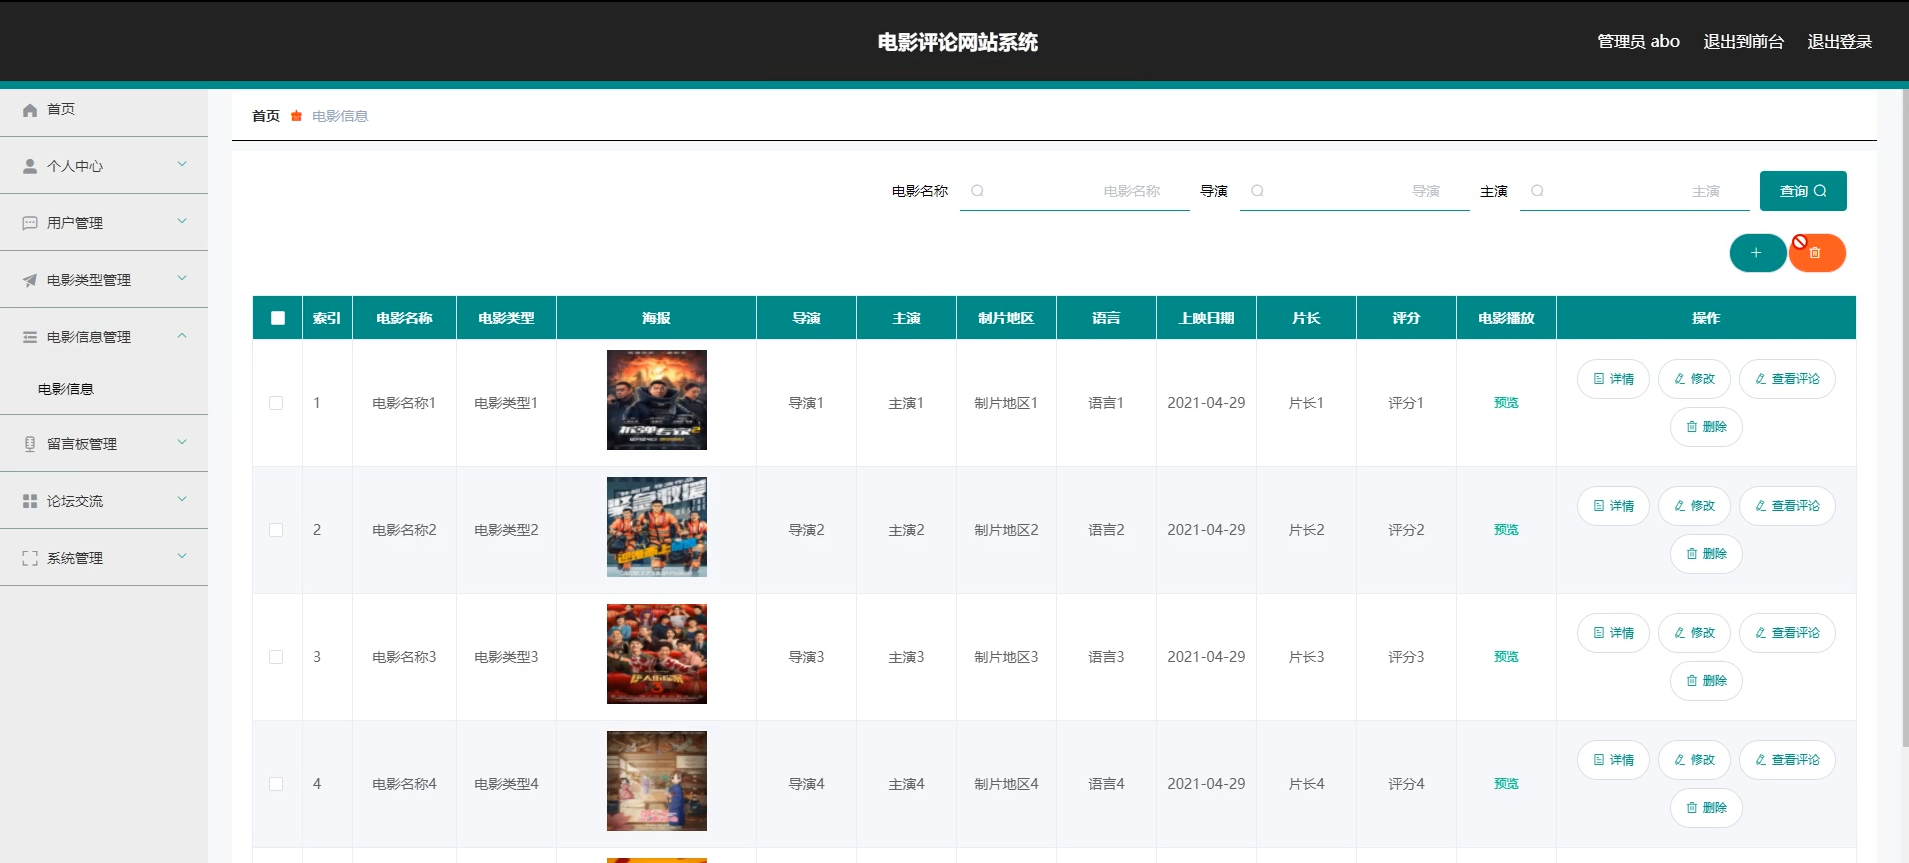 电影评论网站系统
管理员 abo 退出到前台 退出登录
首页
个人中心
用户管理
电影类型管理
电影信息管理
电影信息
留言板管理
论坛交流
系统管理
首页 电影信息
电影名称 电影名称 导演 导演 主演 主演 查询
索引 电影名称 电影类型 海报 导演 主演 制片地区 语言 上映日期 片长 评分 电影播放 操作
1 电影名称1 电影类型1 导演1 主演1 制片地区1 语言1 2021-04-29 片长1 评分1 预览 详情 修改 查看评论
删除
拆弹专家2
2 电影名称2 电影类型2 导演2 主演2 制片地区2 语言2 2021-04-29 片长2 评分2 预览 详情 修改 查看评论
删除
紧急救援
3 电影名称3 电影类型3 导演3 主演3 制片地区3 语言3 2021-04-29 片长3 评分3 预览 详情 修改 查看评论
删除
唐人街探案3
4 电影名称4 电影类型4 导演4 主演4 制片地区4 语言4 2021-04-29 片长4 评分4 预览 详情 修改 查看评论
删除